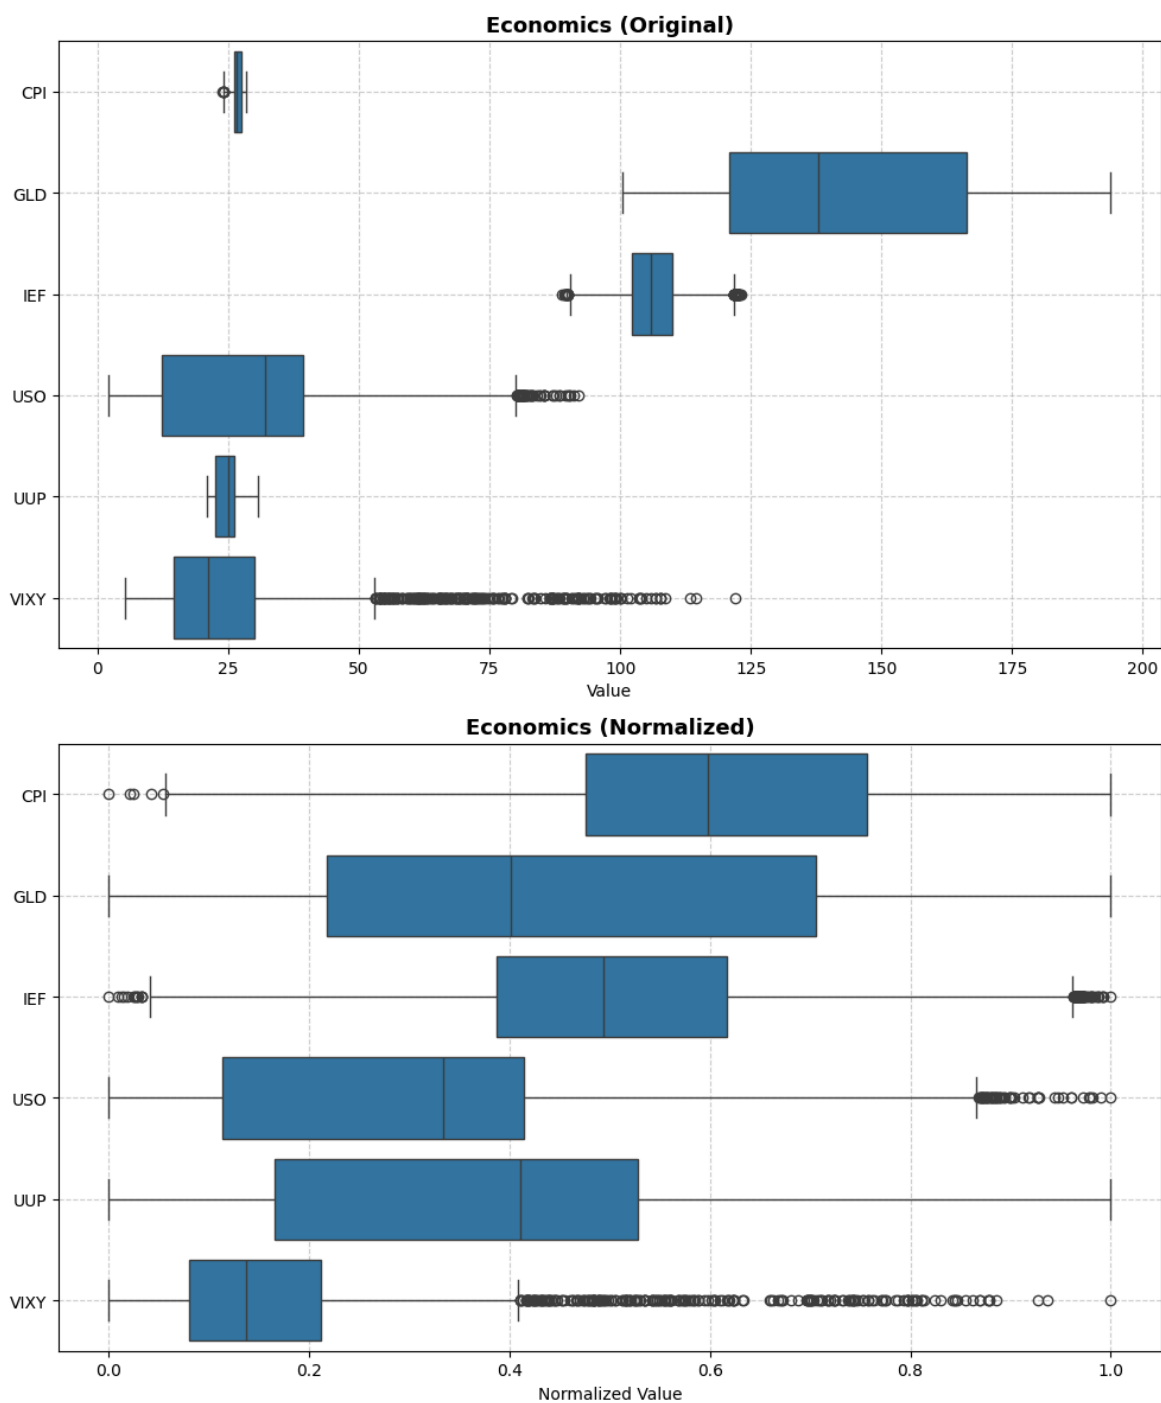 Economics (Original)
CPI
GLD
IEF
USO
UUP
VIXY
0 25 50 75 100 125 150 175 200
Value
Economics (Normalized)
CPI
GLD
IEF
USO
UUP
VIXY
0.0 0.2 0.4 0.6 0.8 1.0
Normalized Value